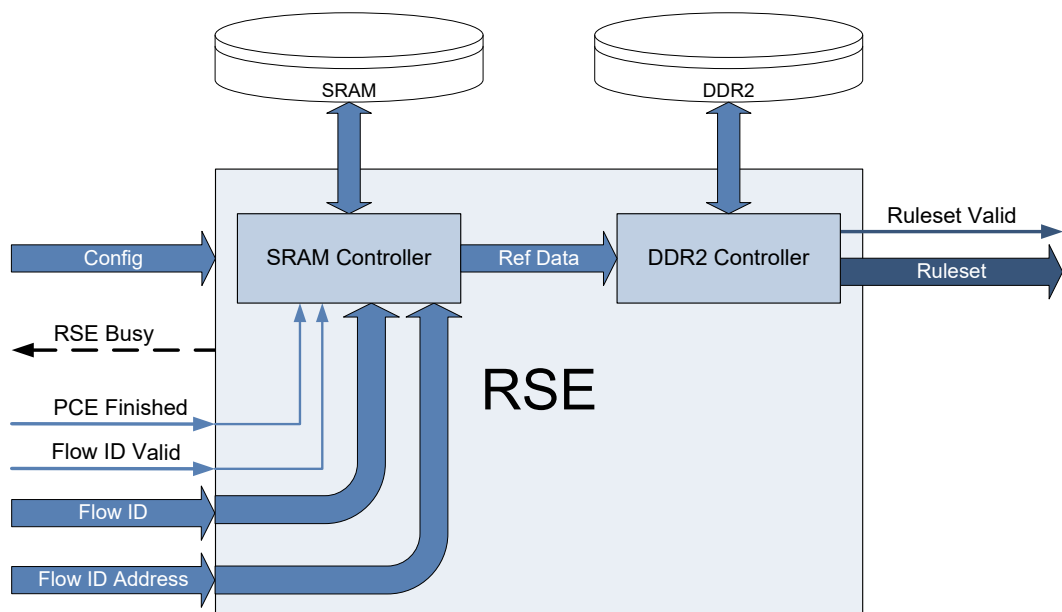 SRAM
DDR2
Ruleset Valid
Config
SRAM Controller
Ref Data
DDR2 Controller
Ruleset
RSE Busy
RSE
PCE Finished
Flow ID Valid
Flow ID
Flow ID Address